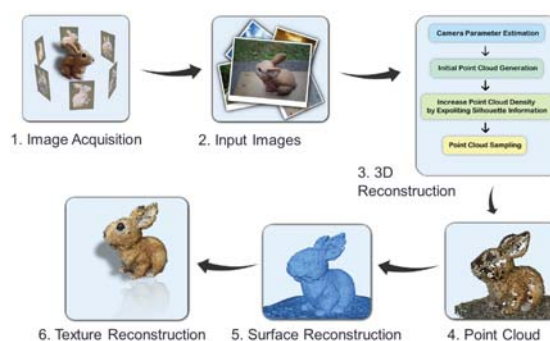 1. Image Acquisition
2. Input Images
Camera Parameter Estimation
Initial Point Cloud Generation
Increase Point Cloud Density
by Expoliting Silhouette Information
Point Cloud Sampling
3. 3D
Reconstruction
6. Texture Reconstruction
5. Surface Reconstruction
4. Point Cloud